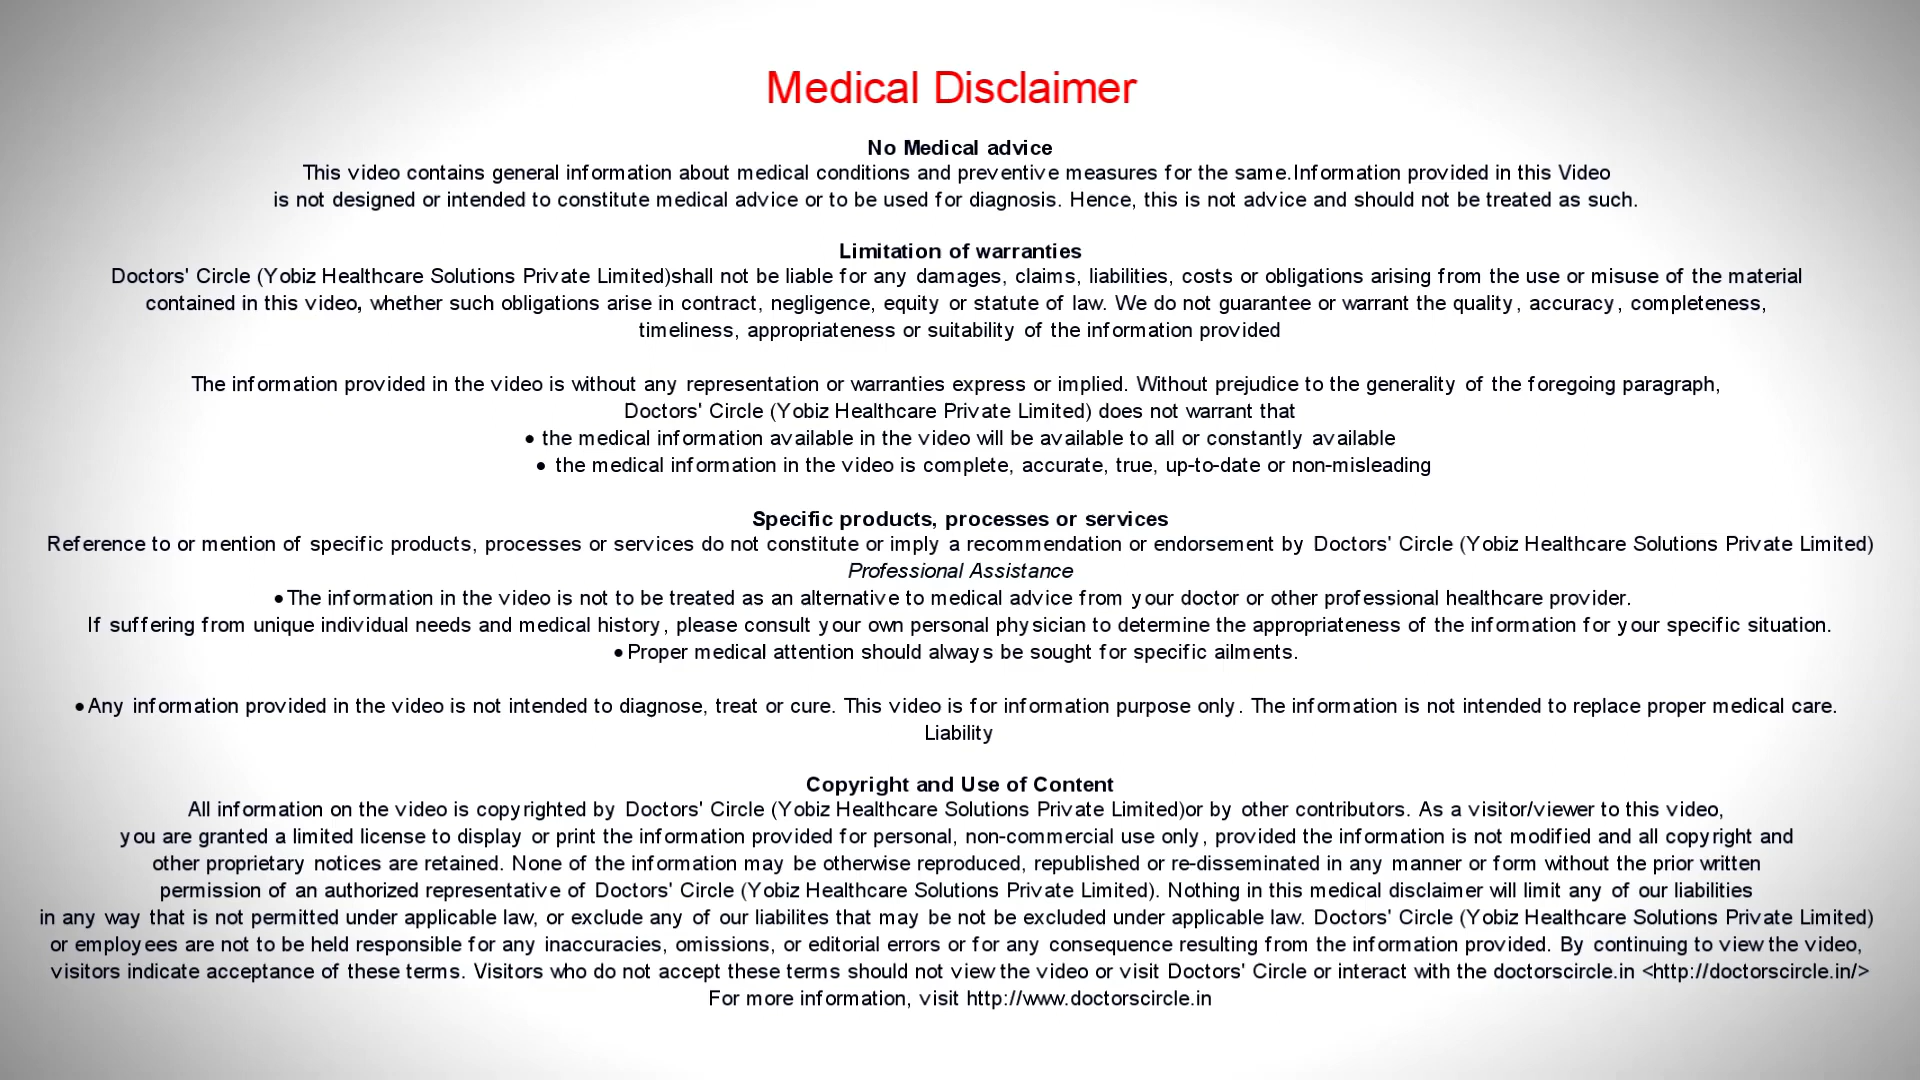 Medical Disclaimer
No Medical advice
This video contains general information about medical conditions and preventive measures for the same.Information provided in this Video
is not designed or intended to constitute medical advice or to be used for diagnosis. Hence, this is not advice and should not be treated as such.
Limitation of warranties
Doctors' Circle (Yobiz Healthcare Solutions Private Limited)shall not be liable for any damages, claims, liabilities, costs or obligations arising from the use or misuse of the material
contained in this video, whether such obligations arise in contract, negligence, equity or statute of law. We do not guarantee or warrant the quality, accuracy, completeness,
timeliness, appropriateness or suitability of the information provided
The information provided in the video is without any representation or warranties express or implied. Without prejudice to the generality of the foregoing paragraph,
Doctors' Circle (Yobiz Healthcare Private Limited) does not warrant that
• the medical information available in the video will be available to all or constantly available
• the medical information in the video is complete, accurate, true, up-to-date or non-misleading
Specific products, processes or services
Reference to or mention of specific products, processes or services do not constitute or imply a recommendation or endorsement by Doctors' Circle (Yobiz Healthcare Solutions Private Limited)
Professional Assistance
•The information in the video is not to be treated as an alternative to medical advice from your doctor or other professional healthcare provider.
If suffering from unique individual needs and medical history, please consult your own personal physician to determine the appropriateness of the information for your specific situation.
•Proper medical attention should always be sought for specific ailments.
•Any information provided in the video is not intended to diagnose, treat or cure. This video is for information purpose only. The information is not intended to replace proper medical care.
Liability
Copyright and Use of Content
All information on the video is copyrighted by Doctors' Circle (Yobiz Healthcare Solutions Private Limited)or by other contributors. As a visitor/viewer to this video,
you are granted a limited license to display or print the information provided for personal, non-commercial use only, provided the information is not modified and all copyright and
other proprietary notices are retained. None of the information may be otherwise reproduced, republished or re-disseminated in any manner or form without the prior written
permission of an authorized representative of Doctors' Circle (Yobiz Healthcare Solutions Private Limited). Nothing in this medical disclaimer will limit any of our liabilities
in any way that is not permitted under applicable law, or exclude any of our liabilites that may be not be excluded under applicable law. Doctors' Circle (Yobiz Healthcare Solutions Private Limited)
or employees are not to be held responsible for any inaccuracies, omissions, or editorial errors or for any consequence resulting from the information provided. By continuing to view the video,
visitors indicate acceptance of these terms. Visitors who do not accept these terms should not view the video or visit Doctors' Circle or interact with the doctorscircle.in <http://doctorscircle.in/>
For more information, visit http://www.doctorscircle.in